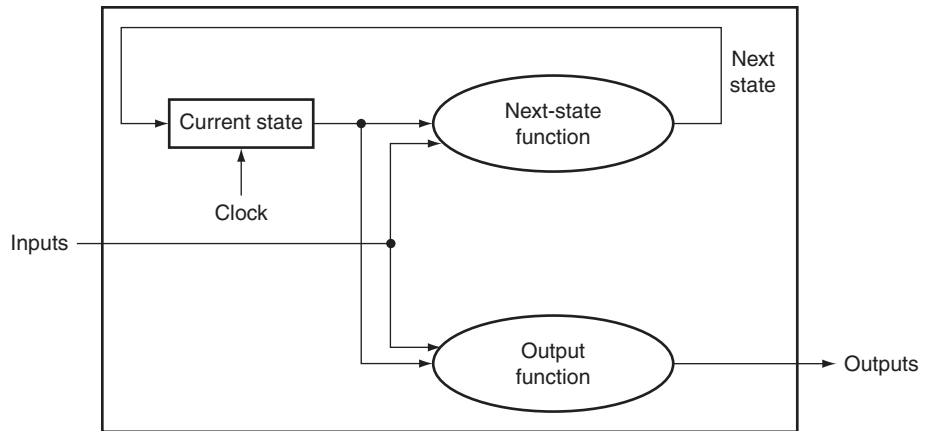 Next
state
Next-state
function
Current state
Clock
Inputs
Output
function
Outputs